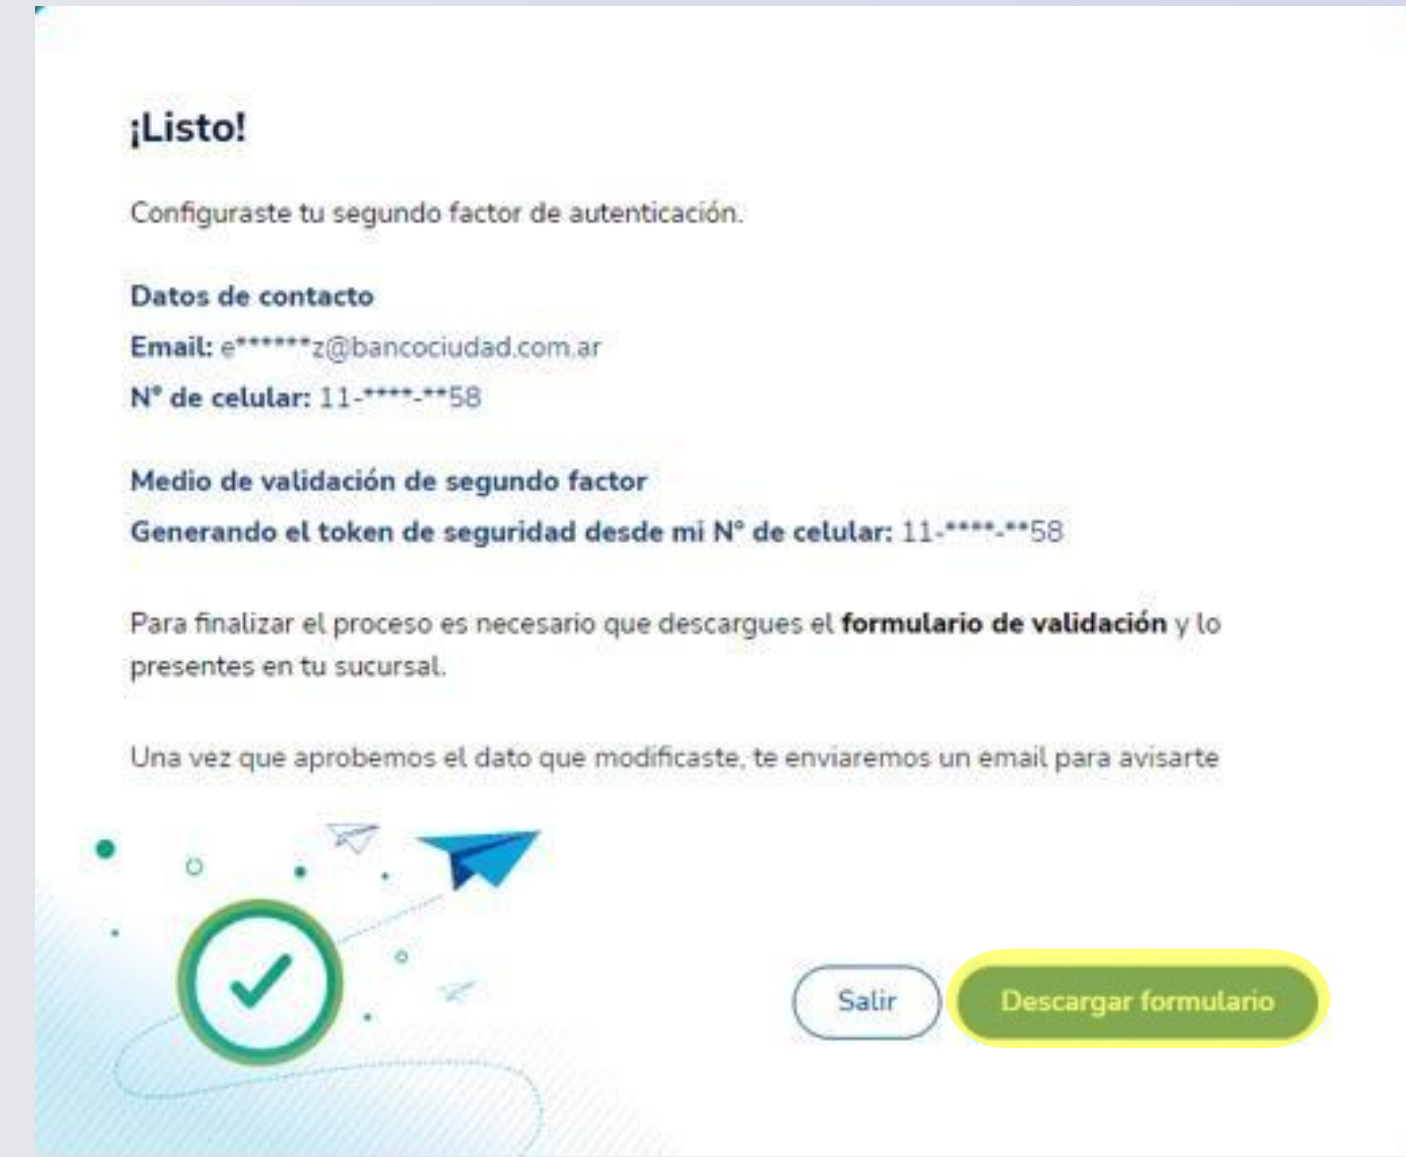 ¡Listo!
Configuraste tu segundo factor de autenticación.
Datos de contacto
Email: e******z@bancociudad.com.ar
N° de celular: 11-****-**58
Medio de validación de segundo factor
Generando el token de seguridad desde mi N° de celular: 11-****-**58
Para finalizar el proceso es necesario que descargues el formulario de validación y lo
presentes en tu sucursal.
Una vez que aprobemos el dato que modificaste, te enviaremos un email para avisarte
Salir
Descargar formulario